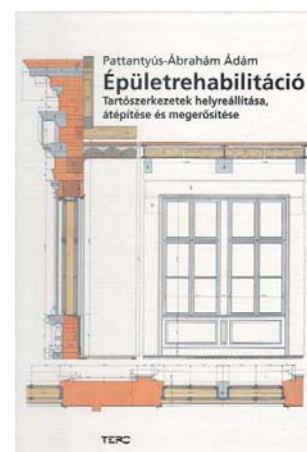 Pattantyús-Ábrahám Ádám
Épületrehabilitáció
Tartószerkezetek helyreállítása,
átépítése és megerősítése
TERC